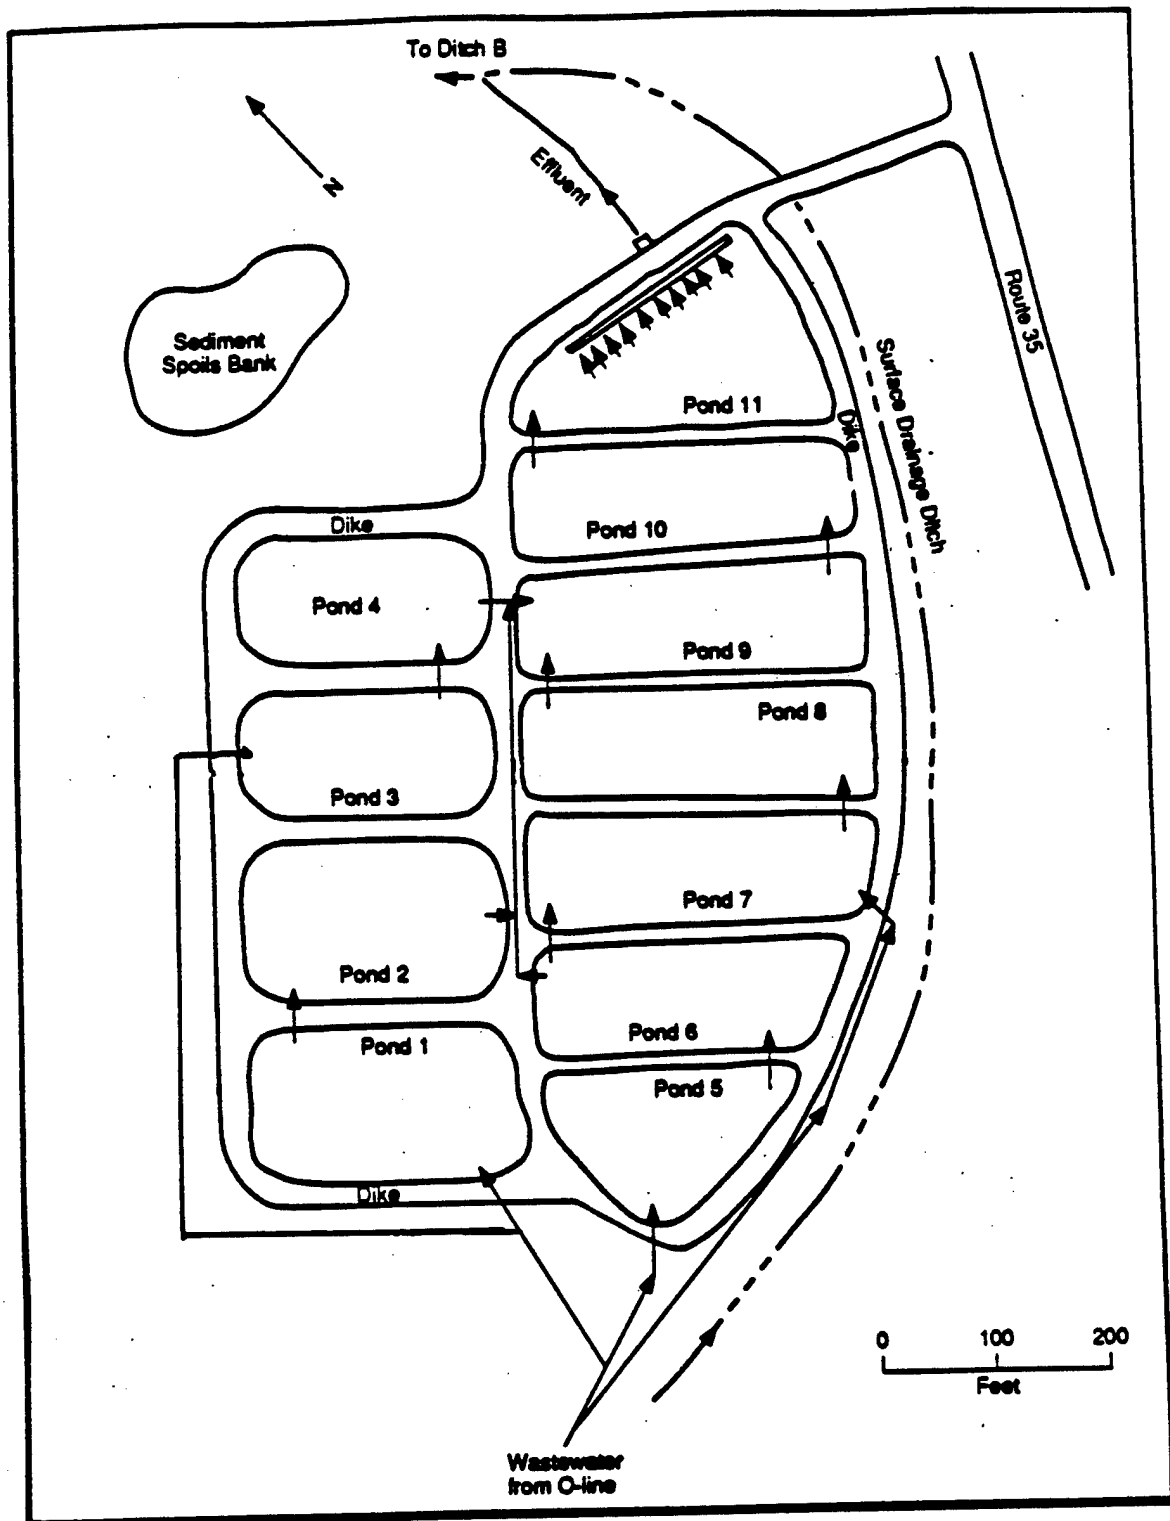 To Ditch B
N
Effluent
Route 35
Sediment
Spoils Bank
Surface Drainage Ditch
Pond 11
Dike
Dike
Pond 10
Pond 4
Pond 9
Pond 8
Pond 3
Pond 7
Pond 2
Pond 6
Pond 1
Pond 5
Dike
0 100 200
Feet
Wastewater
from O-line